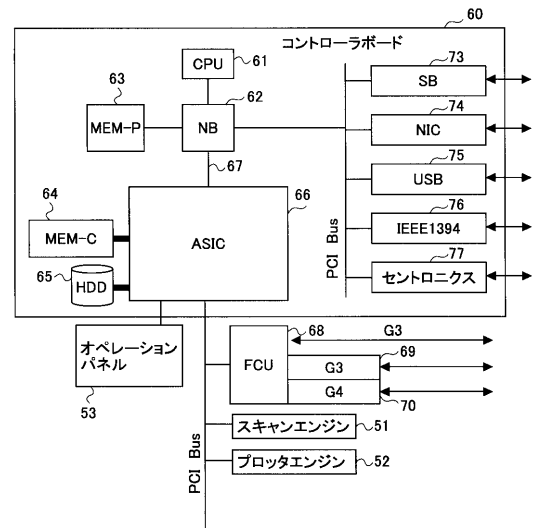 60
コントローラボード
CPU
61
63
62
MEM-P
NB
67
73
SB
74
NIC
75
USB
76
IEEE1394
77
セントロニクス
PCI Bus
64
MEM-C
66
ASIC
65
HDD
オペレーション
パネル
53
68
FCU
G3
69
G3
G4
70
スキャンエンジン
51
プロッタエンジン
52
PCI Bus